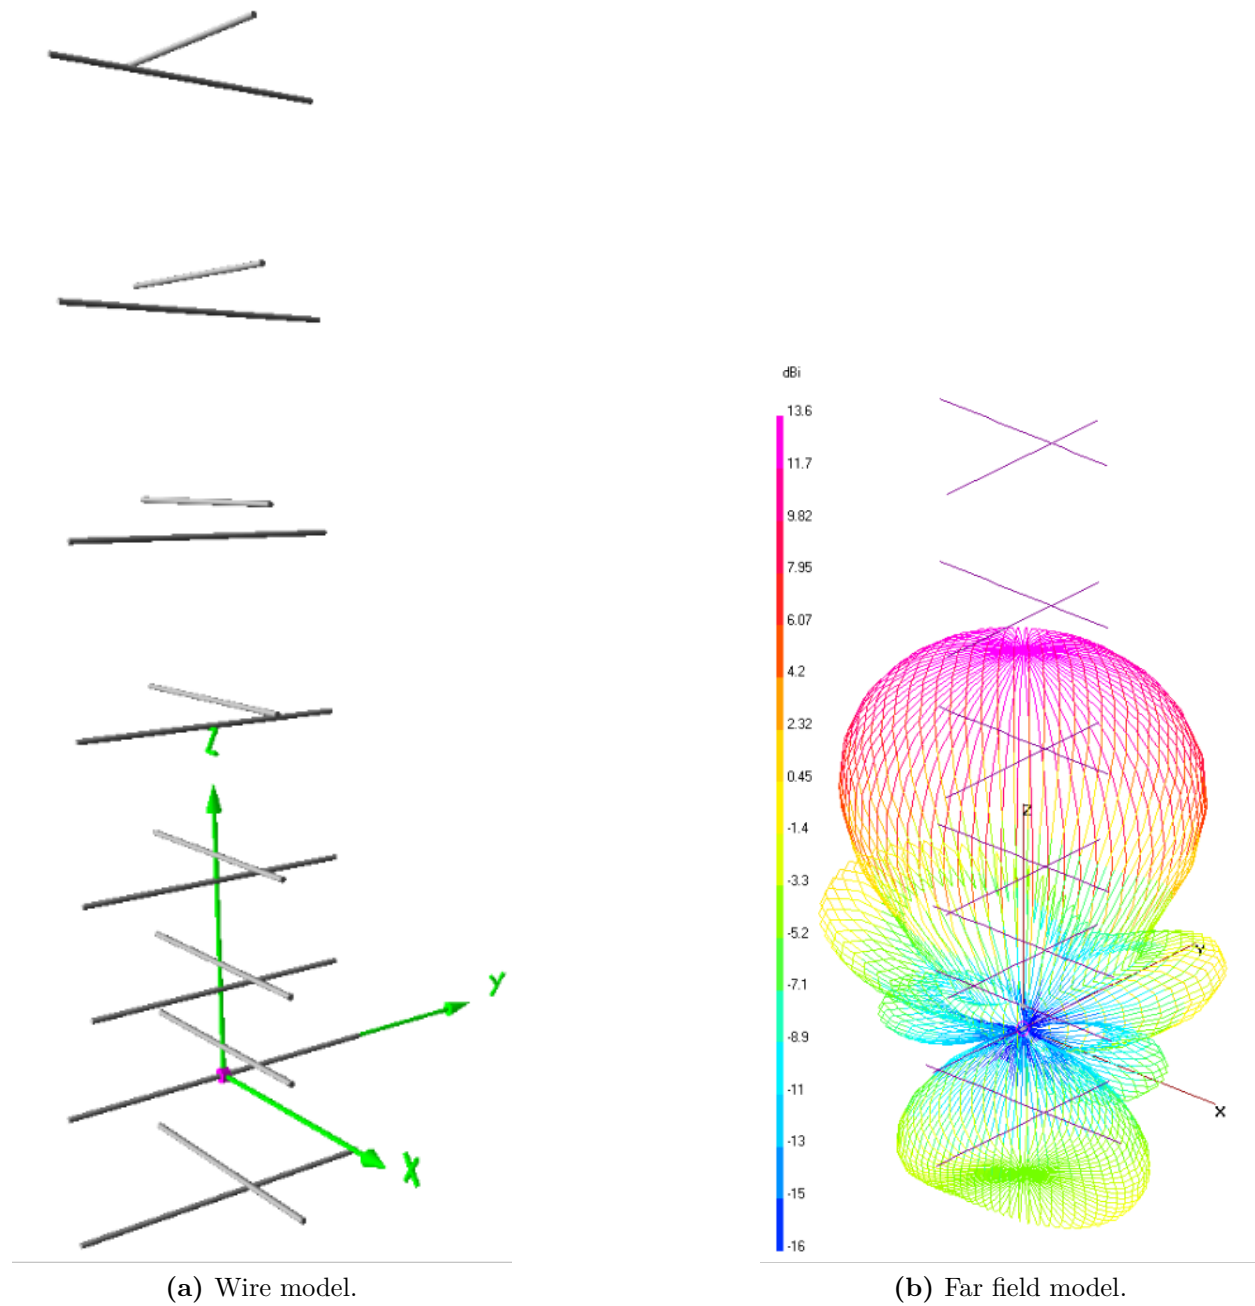 Z
Y
X
(a) Wire model.
dBi
13.6
11.7
9.82
7.95
6.07
4.2
2.32
0.45
-1.4
-3.3
-5.2
-7.1
-8.9
-11
-13
-15
-16
Z
Y
X
(b) Far field model.